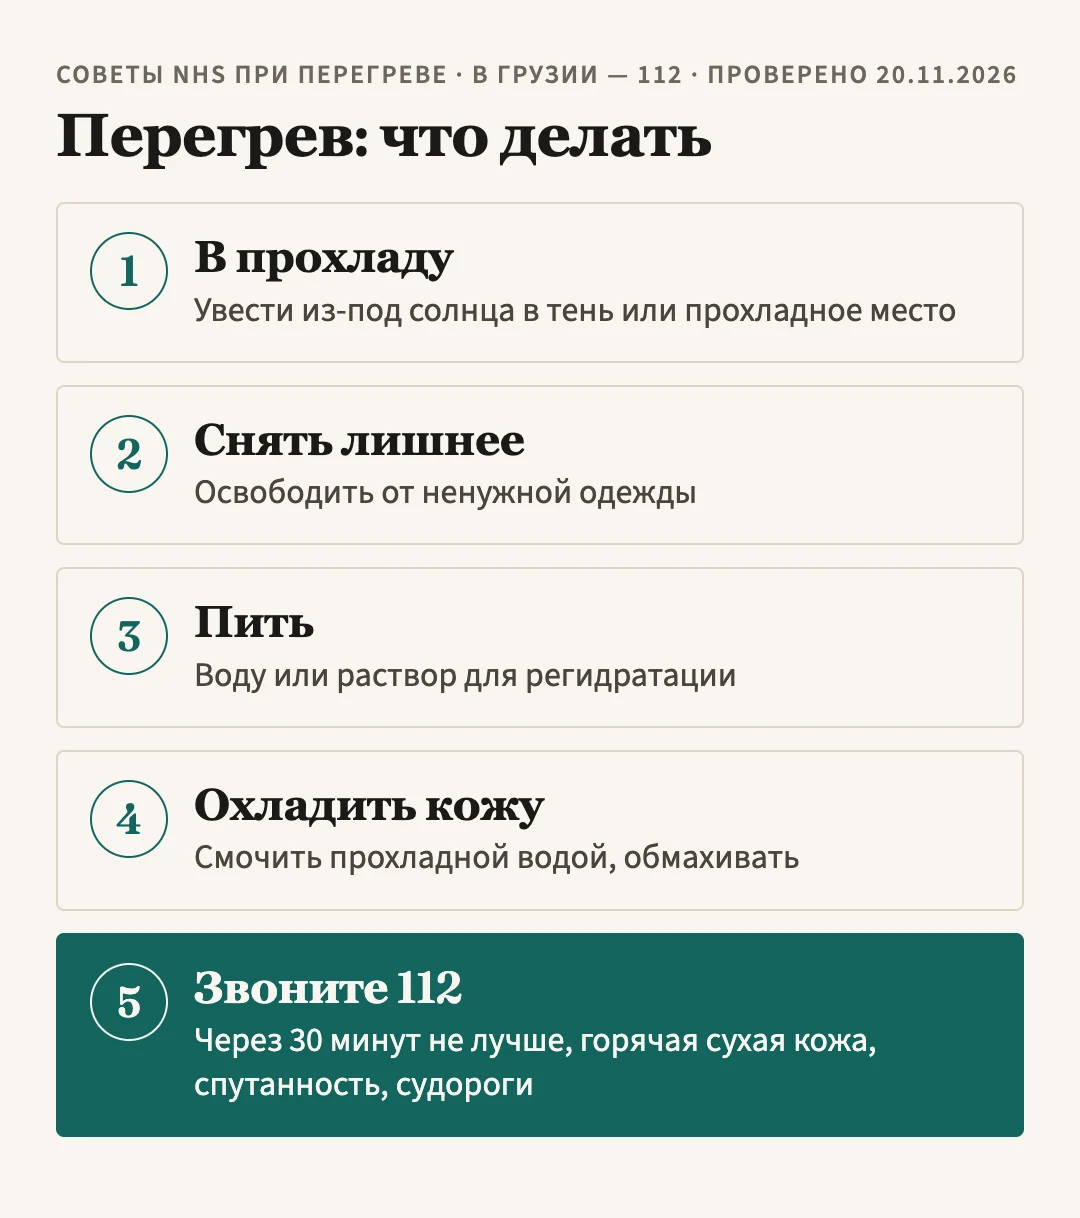 СОВЕТЫ NHS ПРИ ПЕРЕГРЕВЕ · В ГРУЗИИ — 112 · ПРОВЕРЕНО 20.11.2026
Перегрев: что делать
1
В прохладу
Увести из-под солнца в тень или прохладное место
2
Снять лишнее
Освободить от ненужной одежды
3
Пить
Воду или раствор для регидратации
4
Охладить кожу
Смочить прохладной водой, обмахивать
5
Звоните 112
Через 30 минут не лучше, горячая сухая кожа,
спутанность, судороги